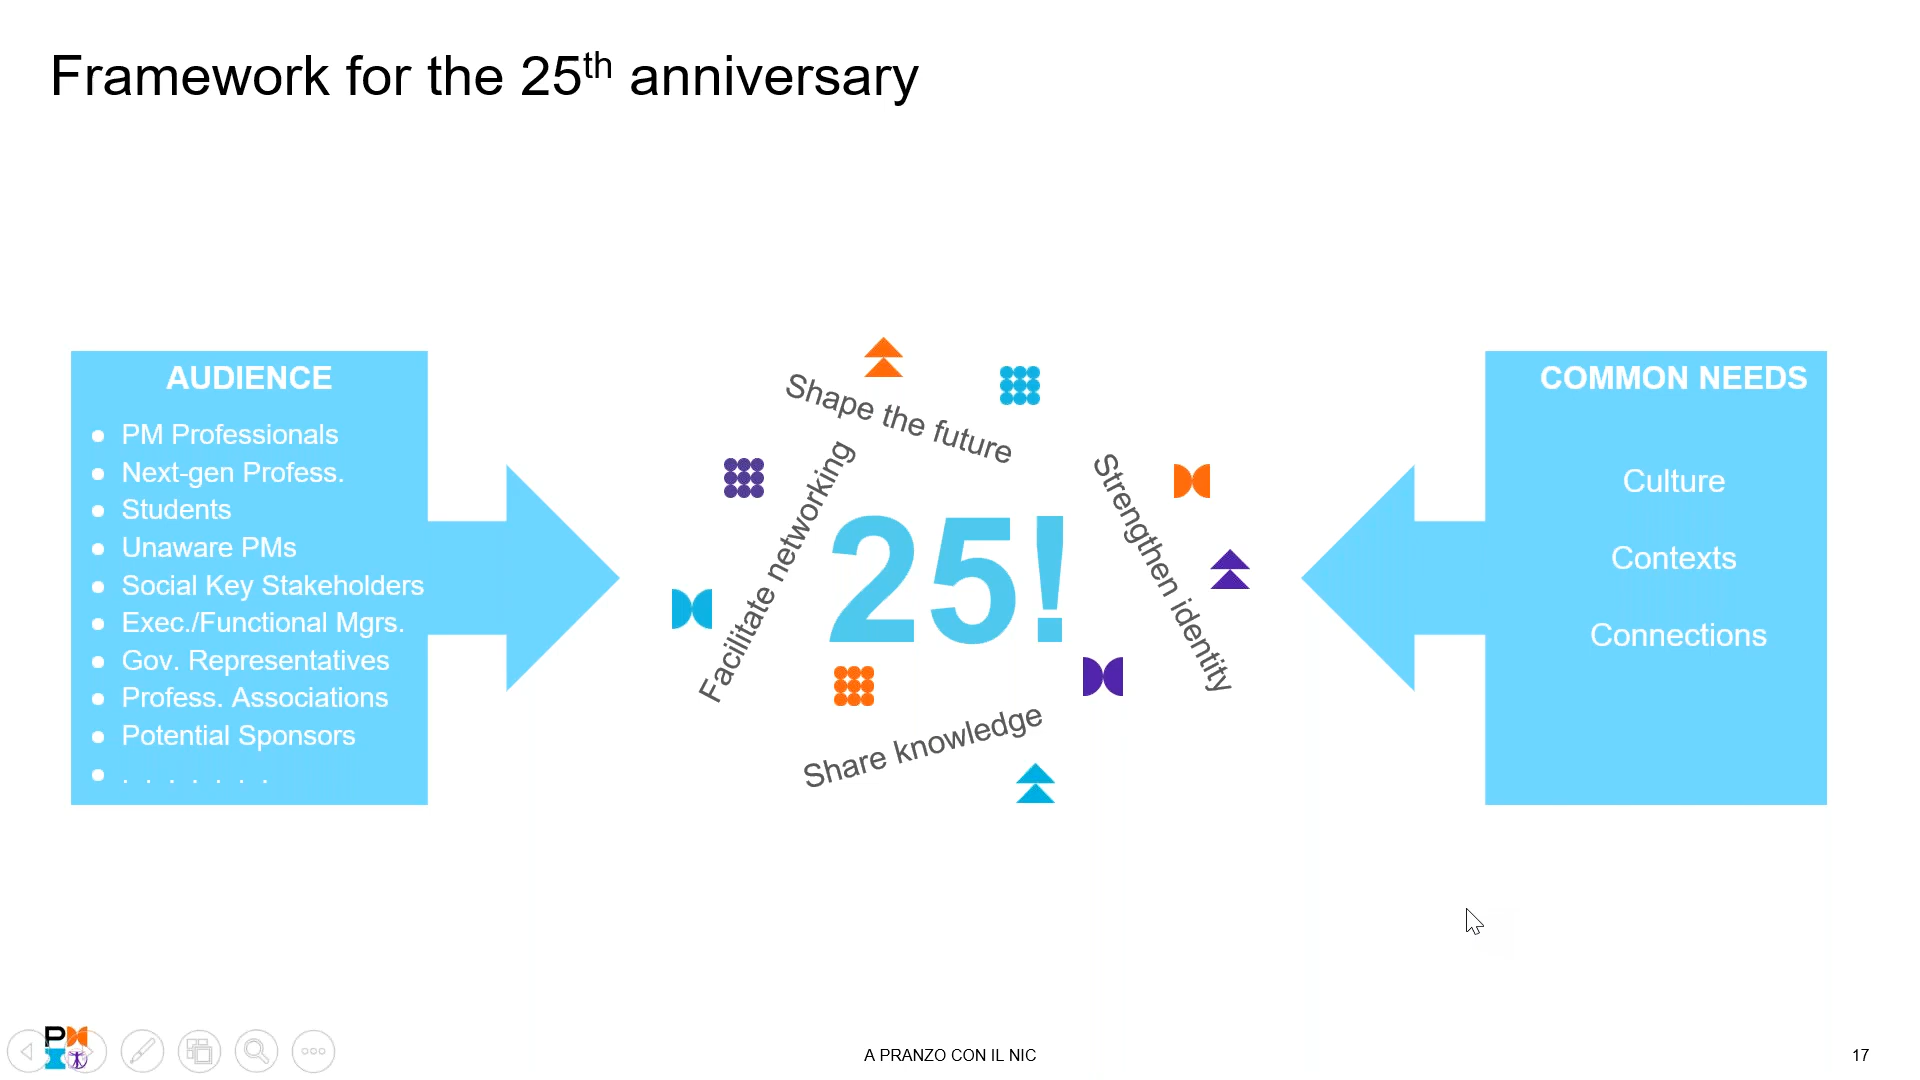 Framework for the 25th anniversary
AUDIENCE
PM Professionals
Next-gen Profess.
Students
Unaware PMs
Social Key Stakeholders
Exec./Functional Mgrs.
Gov. Representatives
Profess. Associations
Potential Sponsors
. . . . . . .
Shape the future
Facilitate networking
25!
Strengthen identity
Share knowledge
COMMON NEEDS
Culture
Contexts
Connections
P
A PRANZO CON IL NIC
17